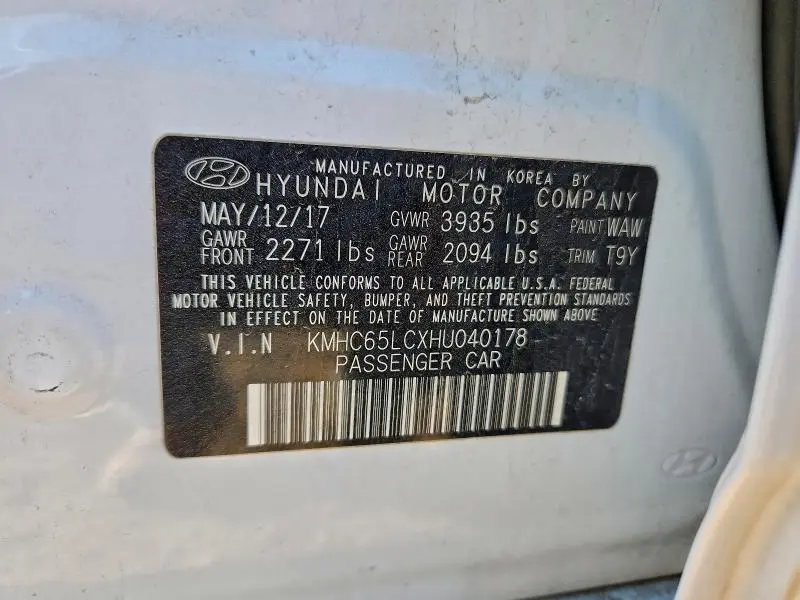 MANUFACTURED IN KOREA BY
HYUNDAI MOTOR COMPANY
MAY/12/17 GVWR 3935 lbs PAINT WAW
GAWR FRONT 2271 lbs GAWR REAR 2094 lbs TRIM T9Y
THIS VEHICLE CONFORMS TO ALL APPLICABLE U.S.A. FEDERAL
MOTOR VEHICLE SAFETY, BUMPER, AND THEFT PREVENTION STANDARDS
IN EFFECT ON THE DATE OF MANUFACTURE SHOWN ABOVE
V.I.N KMHC65LCXHU040178
PASSENGER CAR